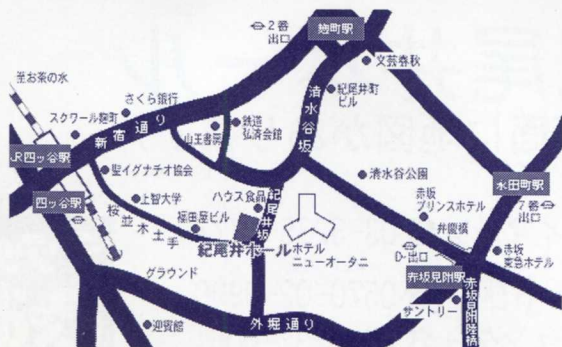 2番
出口
麹町駅
文芸春秋
至お茶の水
さくら銀行
スクワール麹町
新宿通り
山王書房
鉄道
弘済会館
清水谷坂
紀尾井町
ビル
JR四ッ谷駅
聖イグナチオ協会
四ッ谷駅
上智大学
桜並木土手
福田屋ビル
ハウス食品
紀尾井坂
紀尾井ホール
ホテル
ニューオータニ
清水谷公園
赤坂
プリンスホテル
永田町駅
7番
出口
弁慶橋
D-出口
赤坂
東急ホテル
赤坂見附駅
赤坂見附陸橋
サントリー
グラウンド
迎賓館
外堀通り